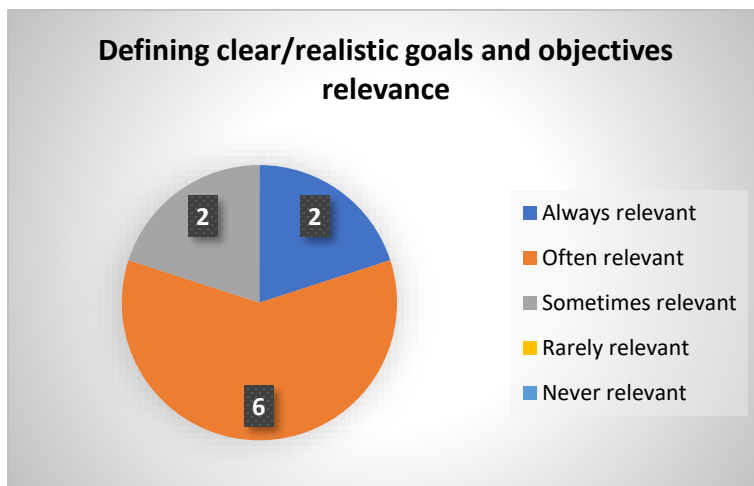 Defining clear/realistic goals and objectives
relevance
2
2
6
Always relevant
Often relevant
Sometimes relevant
Rarely relevant
Never relevant